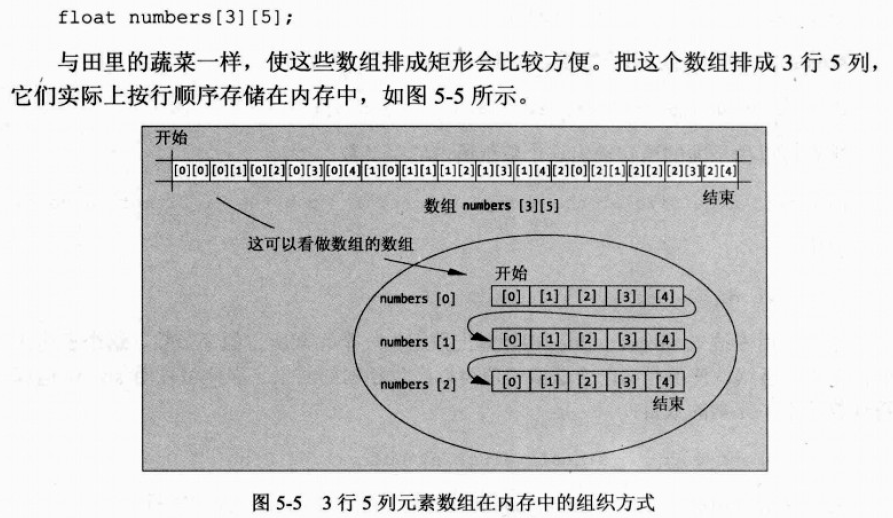 float numbers[3][5];
与田里的蔬菜一样，使这些数组排成矩形会比较方便。把这个数组排成 3 行 5 列，
它们实际上按行顺序存储在内存中，如图 5-5 所示。
开始
[0][0] [0][1] [0][2] [0][3] [0][4] [1][0] [1][1] [1][2] [1][3] [1][4] [2][0] [2][1] [2][2] [2][3] [2][4]
数组 numbers [3][5]
结束
这可以看做数组的数组
开始
numbers [0] [0] [1] [2] [3] [4]
numbers [1] [0] [1] [2] [3] [4]
numbers [2] [0] [1] [2] [3] [4]
结束
图 5-5 3 行 5 列元素数组在内存中的组织方式